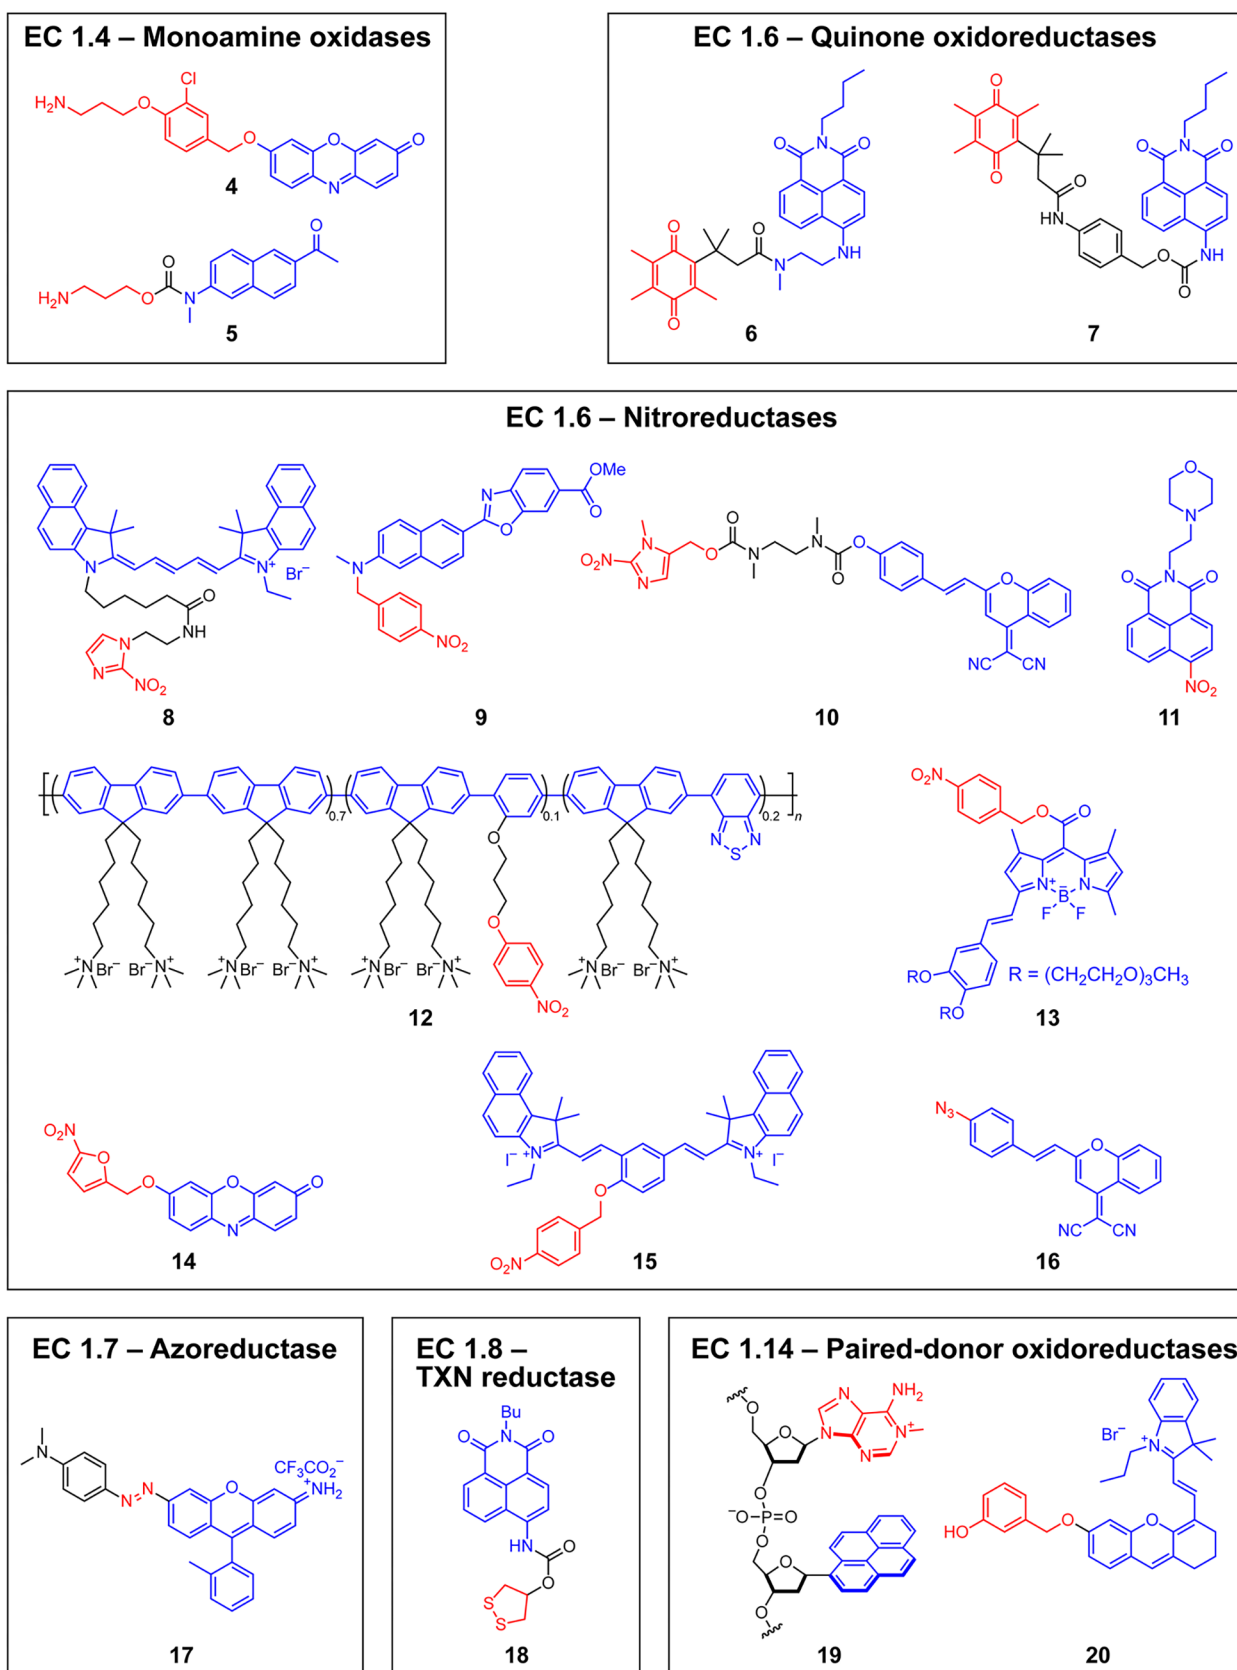 EC 1.4 – Monoamine oxidases
Cl
H₂N
O
O
O
O
N
4
O
O
H₂N
O
N
5
EC 1.6 – Quinone oxidoreductases
O
N
O
O
O
N
NH
O
6
O
O
O
NH
O
N
O
O
O
NH
7
EC 1.6 – Nitroreductases
N
N⁺
Br⁻
O
NH
N
N
NO₂
8
OMe
O
N
O
N
NO₂
9
O₂N
N
N
O
O
N
N
O
O
O
CN
CN
10
O
N
O
N
O
NO₂
11
[
(
)0.7
(
)0.1
(
)0.2
]n
O
N
N
S
O
NO₂
N⁺
Br⁻
Br⁻
N⁺
N⁺
Br⁻
Br⁻
N⁺
N⁺
Br⁻
Br⁻
N⁺
N⁺
Br⁻
Br⁻
N⁺
12
O₂N
O
O
N⁺
B⁻
N
F
F
RO
RO
R = (CH₂CH₂O)₃CH₃
13
O₂N
O
O
O
O
N
14
I⁻
⁺N
N⁺
I⁻
O
O₂N
15
N₃
O
CN
CN
16
EC 1.7 – Azoreductase
N
N
N
O
CF₃CO₂⁻
⁺NH₂
17
EC 1.8 –
TXN reductase
Bu
N
O
O
HN
O
O
S
S
18
EC 1.14 – Paired-donor oxidoreductases
O
O
N
N
N
N⁺
NH₂
O
⁻O
P
O
O
O
O
19
Br⁻
N⁺
HO
O
O
20